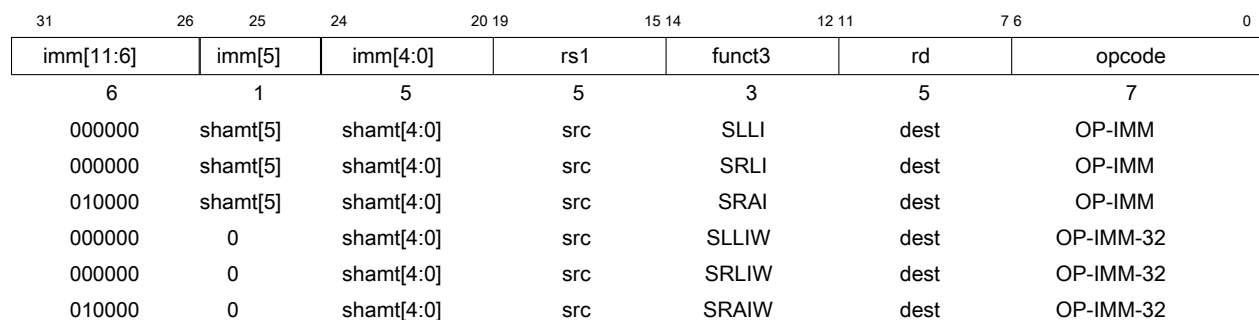 31 26 25 24 20 19 15 14 12 11 7 6 0
imm[11:6] imm[5] imm[4:0] rs1 funct3 rd opcode
6 1 5 5 3 5 7
000000 shamt[5] shamt[4:0] src SLLI dest OP-IMM
000000 shamt[5] shamt[4:0] src SRLI dest OP-IMM
010000 shamt[5] shamt[4:0] src SRAI dest OP-IMM
000000 0 shamt[4:0] src SLLIW dest OP-IMM-32
000000 0 shamt[4:0] src SRLIW dest OP-IMM-32
010000 0 shamt[4:0] src SRAIW dest OP-IMM-32